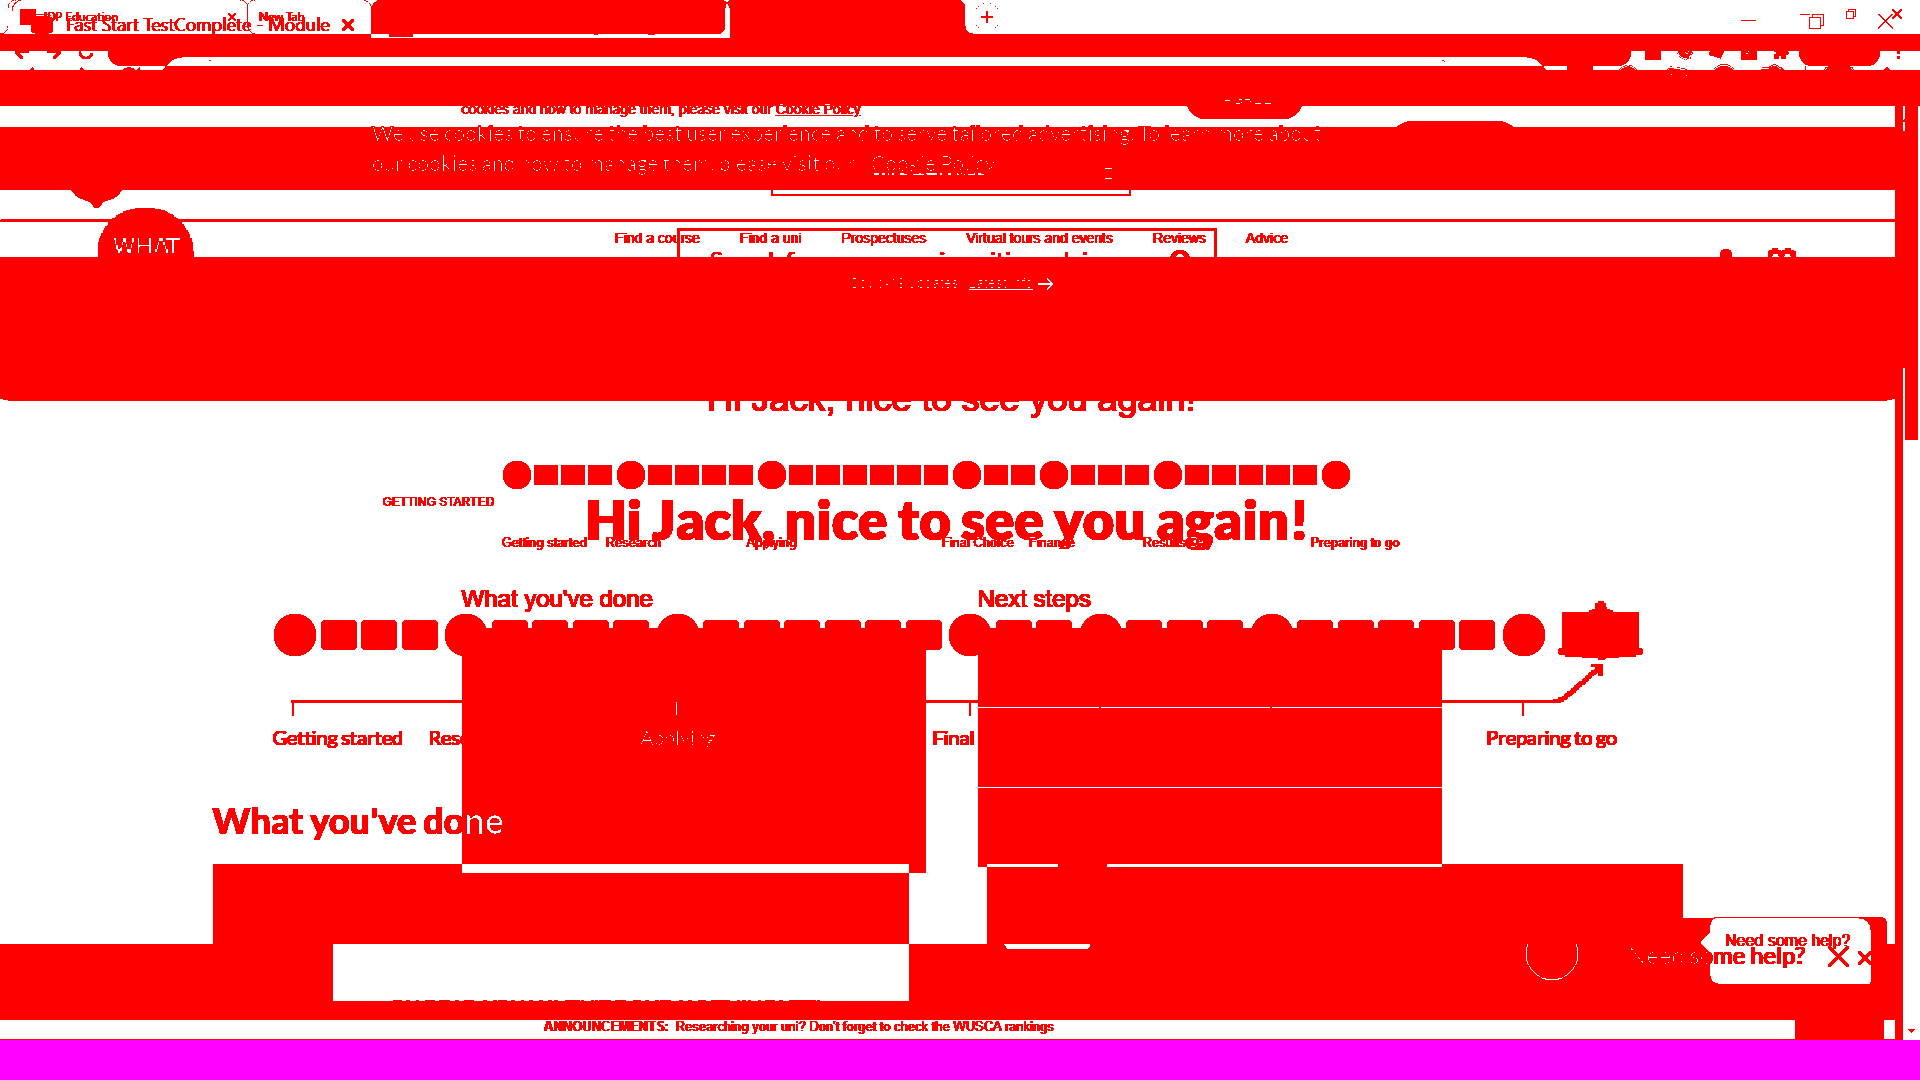 IDP Education
New Tab
Fast Start TestComplete - Module
cookies and how to manage them, please visit our Cookie Policy
We use cookies to ensure the best user experience and to serve tailored advertising. To learn more about
our cookies and how to manage them please visit our Cookie Policy
WHAT
Find a course Find a uni Prospectuses Virtual tours and events Reviews Advice
Latest info
Hi Jack, nice to see you again!
GETTING STARTED
Hi Jack, nice to see you again!
Getting started Research Applying Final Choice Finance Preparing to go
What you've done Next steps
Getting started Applying Final Preparing to go
What you've done
Need some help?
Need some help?
ANNOUNCEMENTS: Researching your uni? Don't forget to check the WUSCA rankings